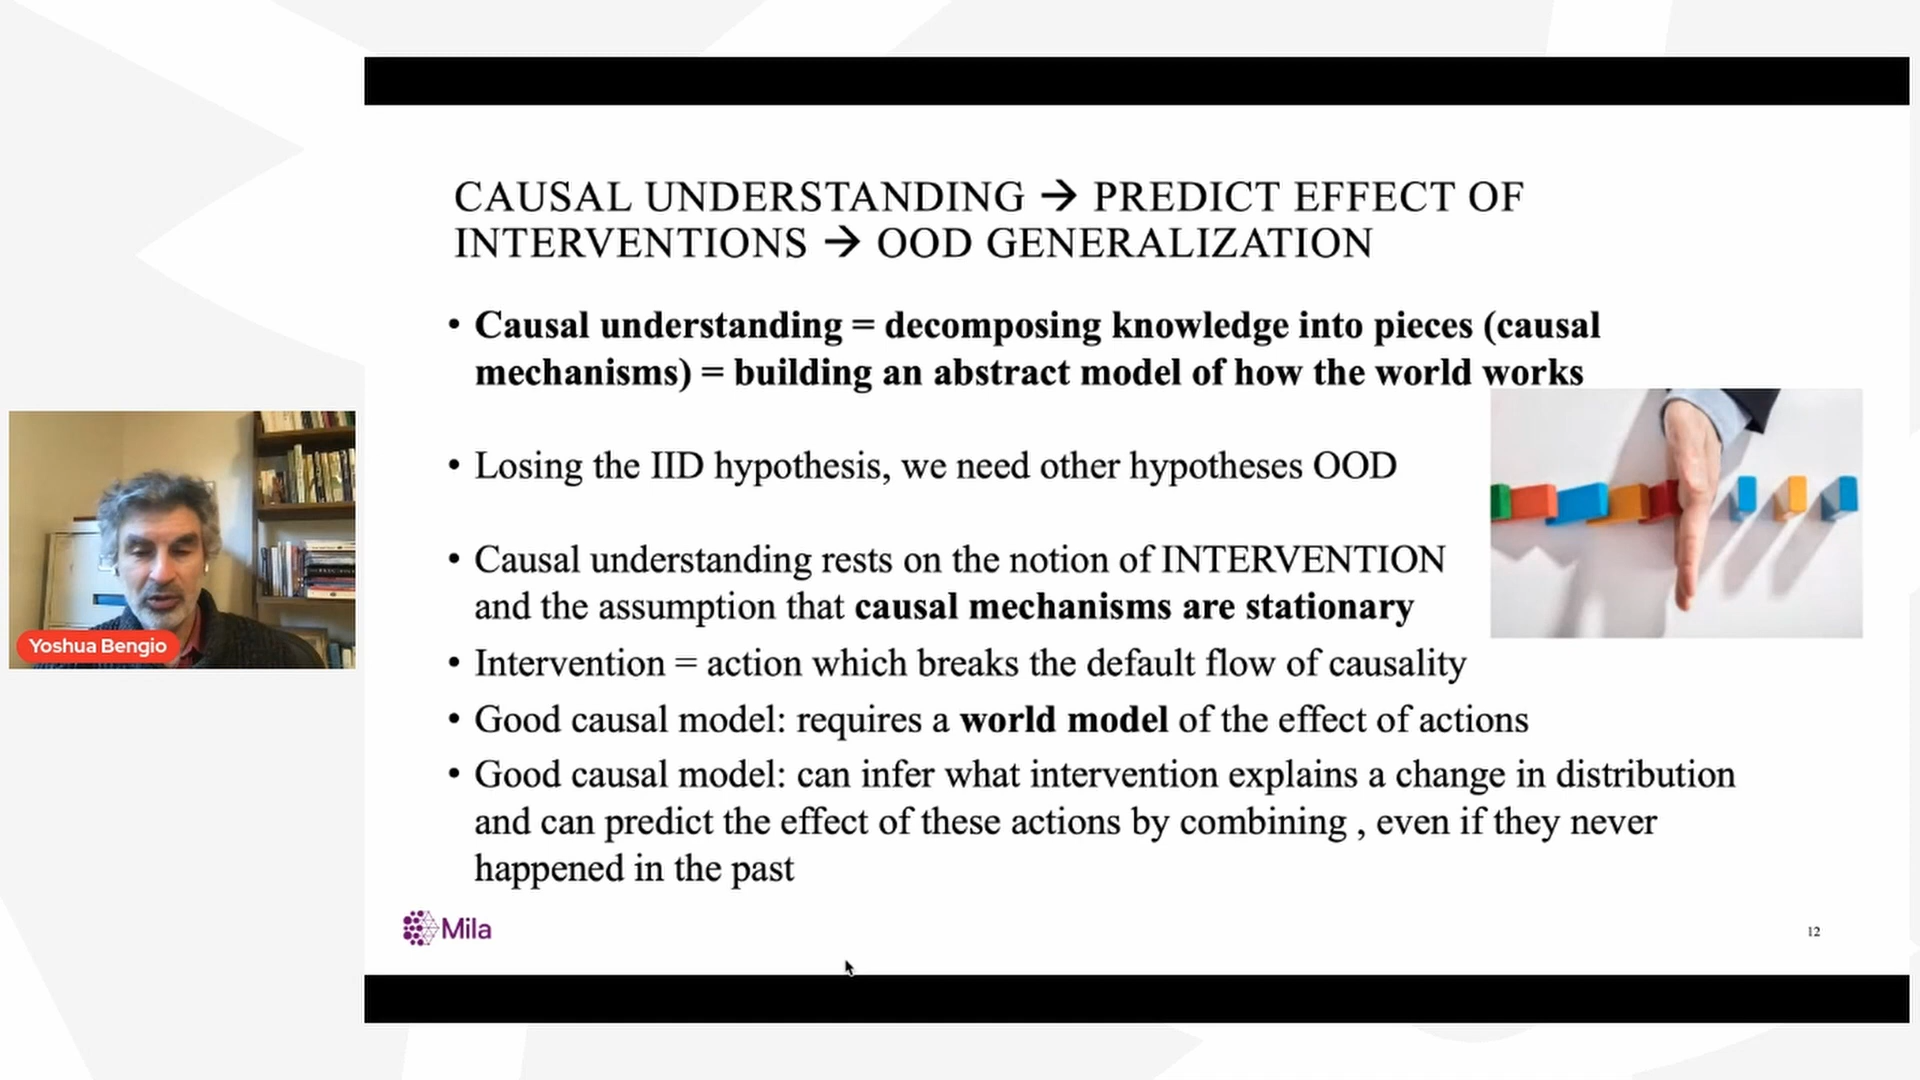 CAUSAL UNDERSTANDING → PREDICT EFFECT OF
INTERVENTIONS → OOD GENERALIZATION
• Causal understanding = decomposing knowledge into pieces (causal
mechanisms) = building an abstract model of how the world works
• Losing the IID hypothesis, we need other hypotheses OOD
• Causal understanding rests on the notion of INTERVENTION
and the assumption that causal mechanisms are stationary
• Intervention = action which breaks the default flow of causality
• Good causal model: requires a world model of the effect of actions
• Good causal model: can infer what intervention explains a change in distribution
and can predict the effect of these actions by combining , even if they never
happened in the past
Mila
12
Yoshua Bengio